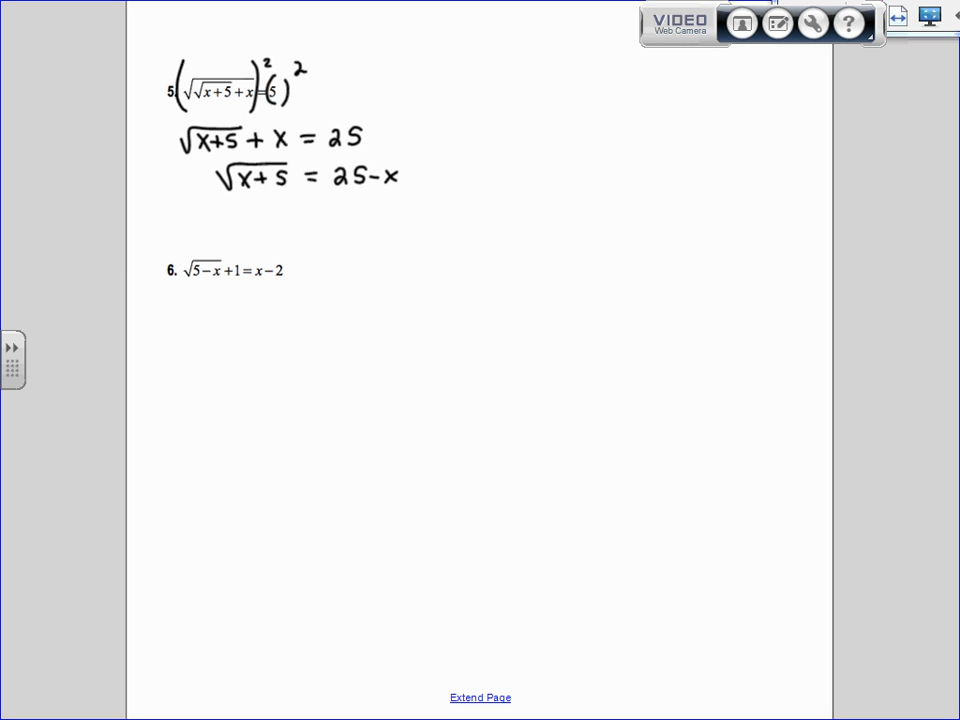 VIDEO
Web Camera
?
5. (√(√(x+5)+x))²=(5)²
√(x+5) + x = 25
√(x+5) = 25-x
6. √(5-x)+1=x-2
Extend Page